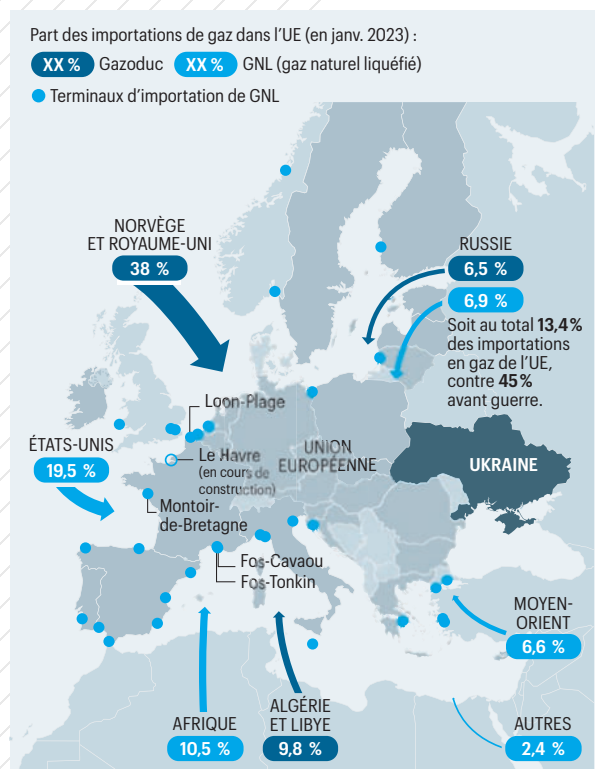 Part des importations de gaz dans l'UE (en janv. 2023) :
XX % Gazoduc XX % GNL (gaz naturel liquéfié)
Terminaux d'importation de GNL
NORVÈGE
ET ROYAUME-UNI
38 %
RUSSIE
6,5 %
6,9 %
Soit au total 13,4 %
des importations
en gaz de l'UE,
contre 45 %
avant guerre.
Loon-Plage
ÉTATS-UNIS
19,5 %
Le Havre
(en cours de
construction)
UNION
EUROPÉENNE
UKRAINE
Montoir-
de-Bretagne
Fos-Cavaou
Fos-Tonkin
MOYEN-
ORIENT
6,6 %
AFRIQUE
10,5 %
ALGÉRIE
ET LIBYE
9,8 %
AUTRES
2,4 %